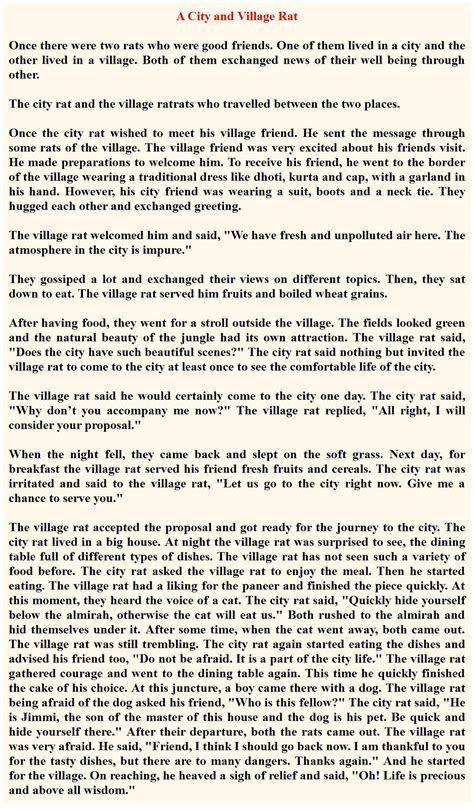 A City and Village Rat
Once there were two rats who were good friends. One of them lived in a city and the
other lived in a village. Both of them exchanged news of their well being through
other.
The city rat and the village ratrats who travelled between the two places.
Once the city rat wished to meet his village friend. He sent the message through
some rats of the village. The village friend was very excited about his friends visit.
He made preparations to welcome him. To receive his friend, he went to the border
of the village wearing a traditional dress like dhoti, kurta and cap, with a garland in
his hand. However, his city friend was wearing a suit, boots and a neck tie. They
hugged each other and exchanged greeting.
The village rat welcomed him and said, "We have fresh and unpolluted air here. The
atmosphere in the city is impure."
They gossiped a lot and exchanged their views on different topics. Then, they sat
down to eat. The village rat served him fruits and boiled wheat grains.
After having food, they went for a stroll outside the village. The fields looked green
and the natural beauty of the jungle had its own attraction. The village rat said,
"Does the city have such beautiful scenes?" The city rat said nothing but invited the
village rat to come to the city at least once to see the comfortable life of the city.
The village rat said he would certainly come to the city one day. The city rat said,
"Why don't you accompany me now?" The village rat replied, "All right, I will
consider your proposal."
When the night fell, they came back and slept on the soft grass. Next day, for
breakfast the village rat served his friend fresh fruits and cereals. The city rat was
irritated and said to the village rat, "Let us go to the city right now. Give me a
chance to serve you."
The village rat accepted the proposal and got ready for the journey to the city. The
city rat lived in a big house. At night the village rat was surprised to see, the dining
table full of different types of dishes. The village rat has not seen such a variety of
food before. The city rat asked the village rat to enjoy the meal. Then he started
eating. The village rat had a liking for the paneer and finished the piece quickly. At
this moment, they heard the voice of a cat. The city rat said, "Quickly hide yourself
below the almirah, otherwise the cat will eat us." Both rushed to the almirah and
hid themselves under it. After some time, when the cat went away, both came out.
The village rat was still trembling. The city rat again started eating the dishes and
advised his friend too, "Do not be afraid. It is a part of the city life." The village rat
gathered courage and went to the dining table again. This time he quickly finished
the cake of his choice. At this juncture, a boy came there with a dog. The village rat
being afraid of the dog asked his friend, "Who is this fellow?" The city rat said, "He
is Jimmi, the son of the master of this house and the dog is his pet. Be quick and
hide yourself there." After their departure, both the rats came out. The village rat
was very afraid. He said, "Friend, I think I should go back now. I am thankful to you
for the tasty dishes, but there are to many dangers. Thanks again." And he started
for the village. On reaching, he heaved a sigh of relief and said, "Oh! Life is precious
and above all wisdom."